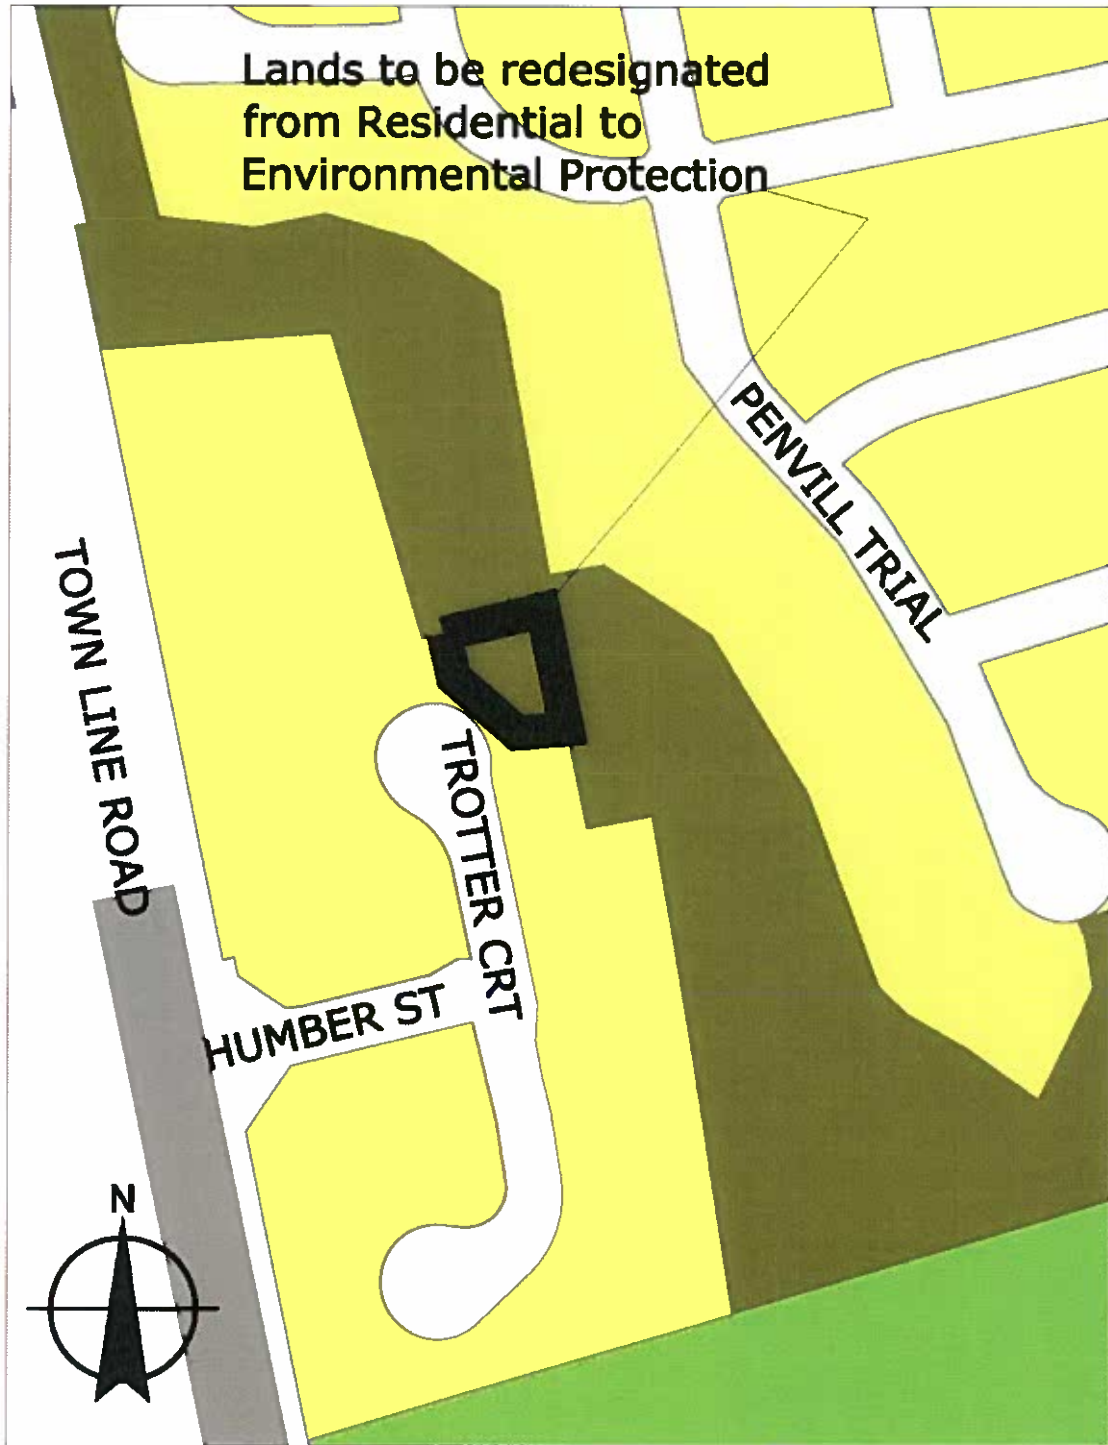 Lands to be redesignated
from Residential to
Environmental Protection
PENVILL TRIAL
TOWN LINE ROAD
TROTTER CRT
HUMBER ST
N